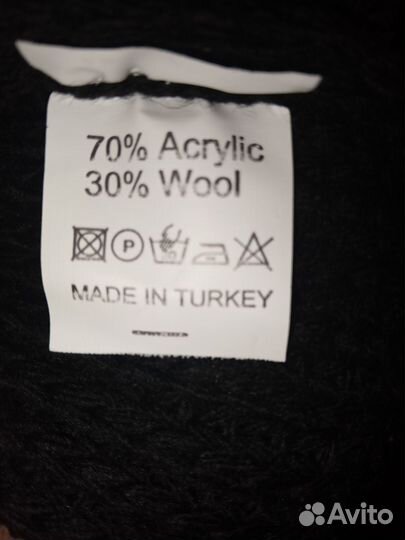 70% Acrylic
30% Wool
P
MADE IN TURKEY
Avito